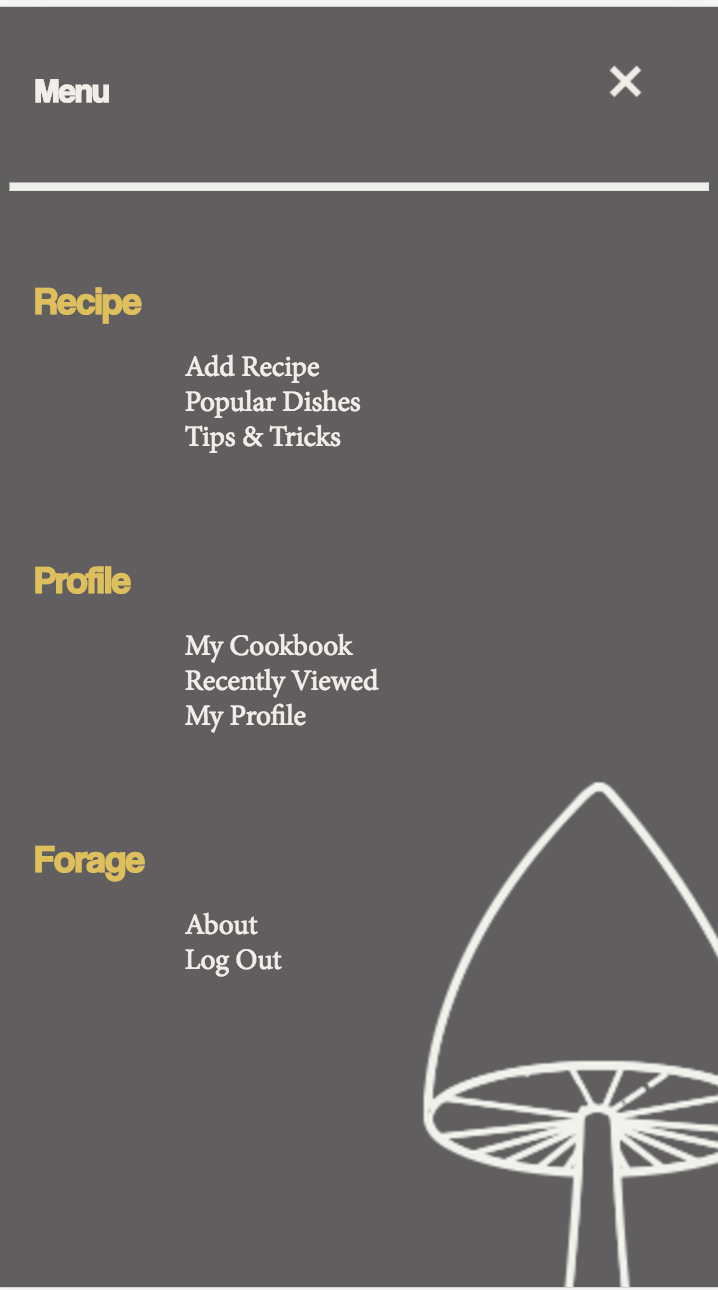 Menu
Recipe
Add Recipe
Popular Dishes
Tips & Tricks
Profile
My Cookbook
Recently Viewed
My Profile
Forage
About
Log Out